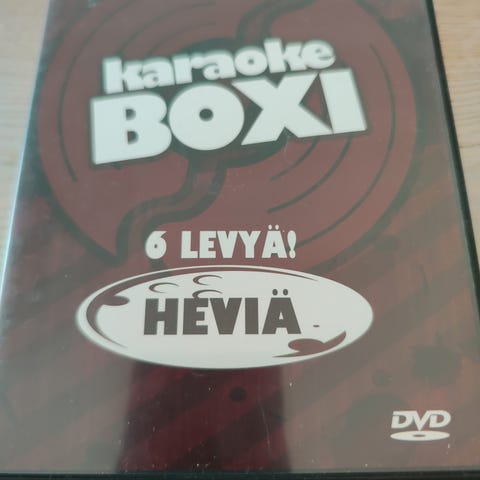 karaoke
BOXI
6 LEVYÄ!
HEVIÄ
DVD